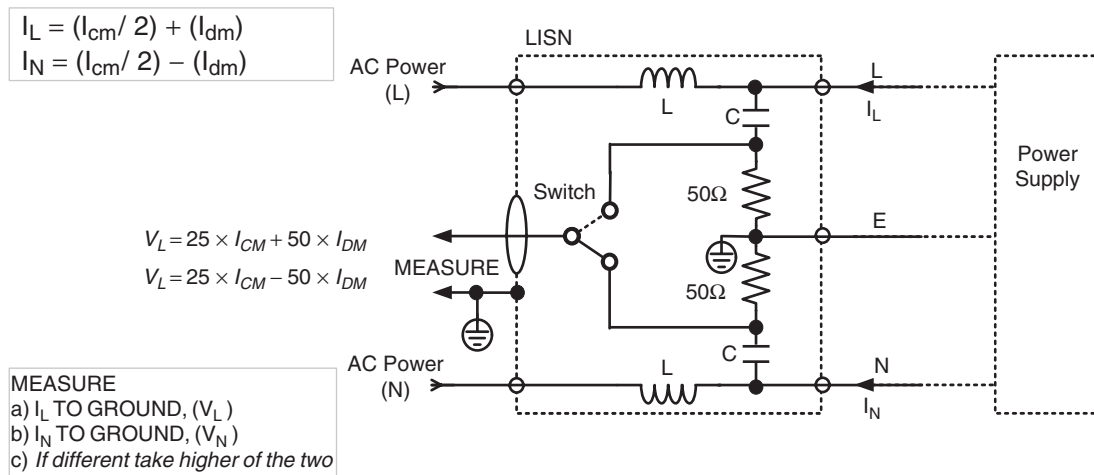 I_L = (I_cm / 2) + (I_dm)
I_N = (I_cm / 2) − (I_dm)
LISN
AC Power
(L)
L
C
L
I_L
Switch
50Ω
Power
Supply
V_L = 25 × I_CM + 50 × I_DM
E
MEASURE
V_L = 25 × I_CM − 50 × I_DM
50Ω
AC Power
(N)
L
C
N
I_N
MEASURE
a) I_L TO GROUND, (V_L )
b) I_N TO GROUND, (V_N )
c) If different take higher of the two